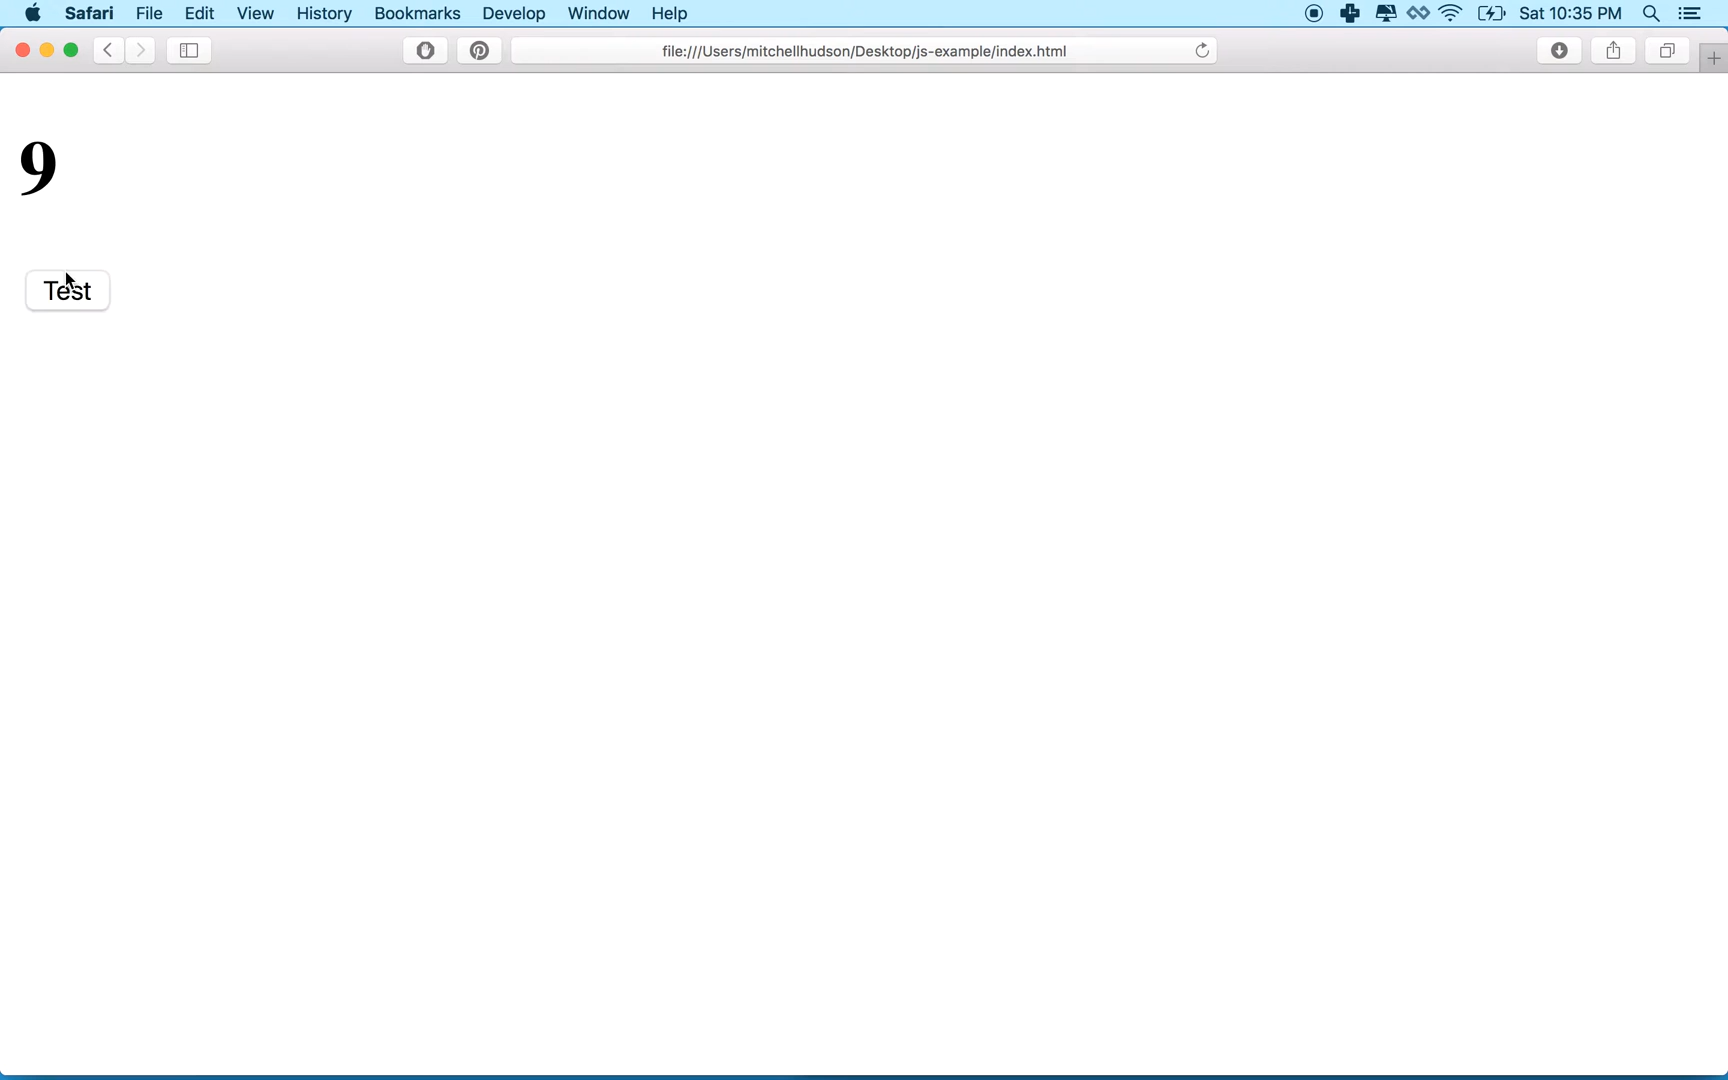 Safari File Edit View History Bookmarks Develop Window Help Sat 10:35 PM
file:///Users/mitchellhudson/Desktop/js-example/index.html
9
Test